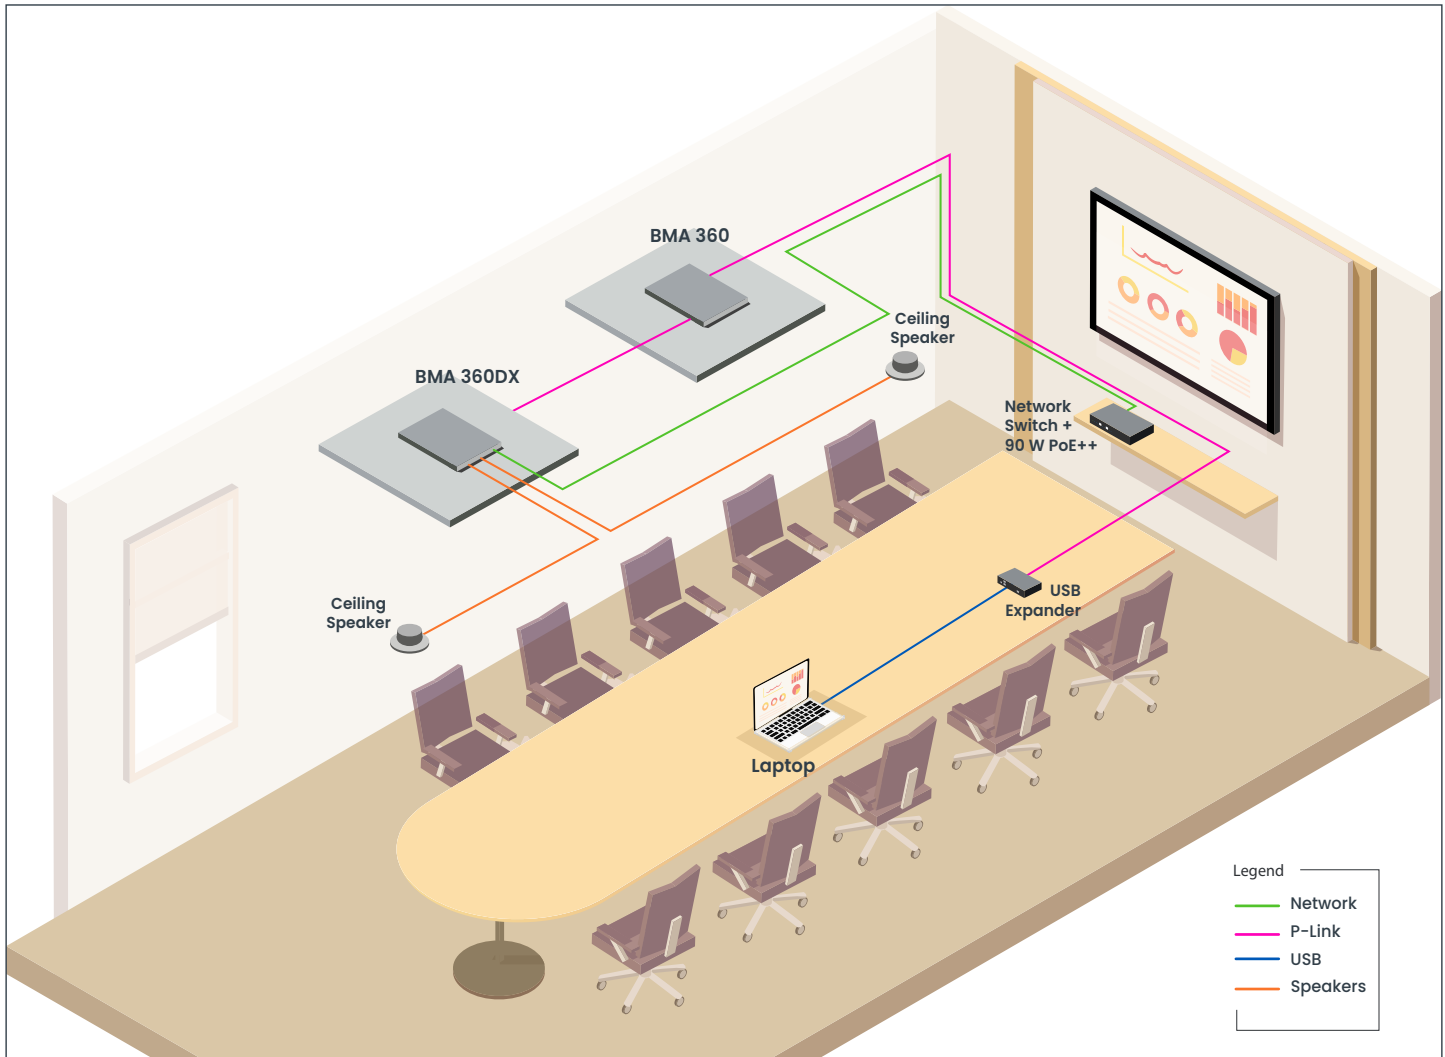 BMA 360
Ceiling
Speaker
BMA 360DX
Network
Switch +
90 W PoE++
USB
Expander
Ceiling
Speaker
Laptop
Legend
Network
P-Link
USB
Speakers